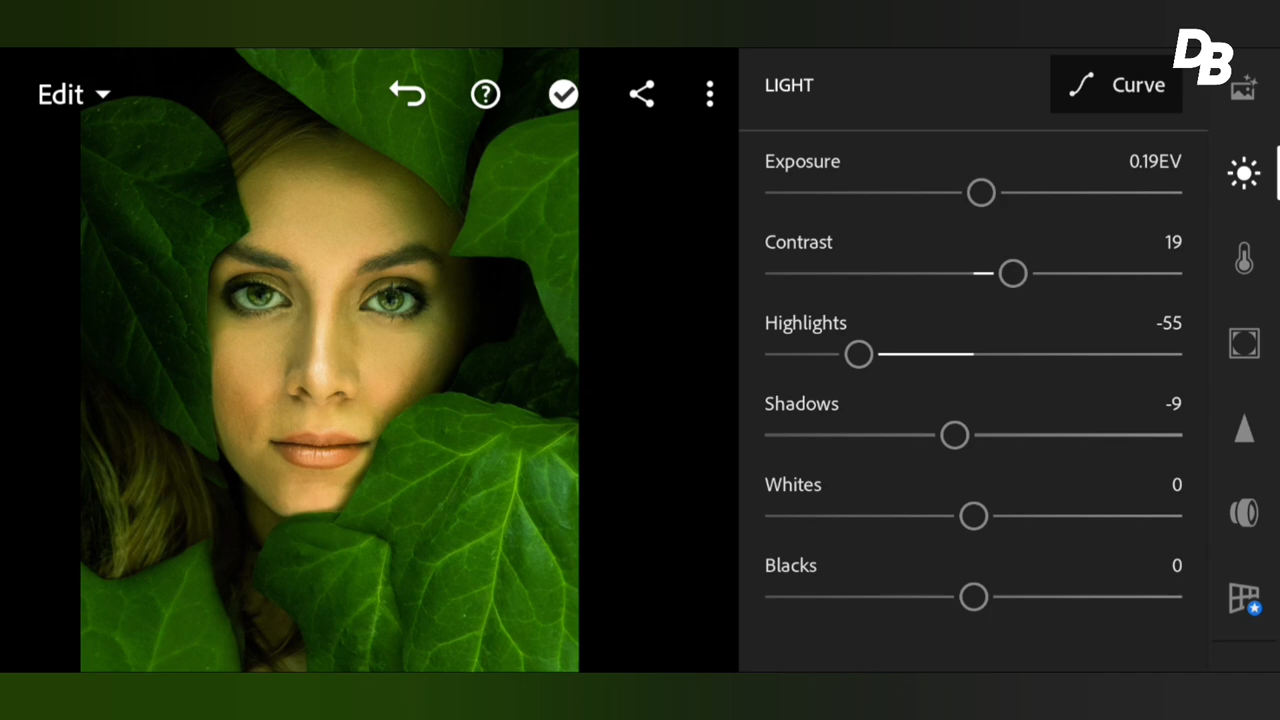 DB
Edit
LIGHT
Curve
Exposure 0.19EV
Contrast 19
Highlights -55
Shadows -9
Whites 0
Blacks 0